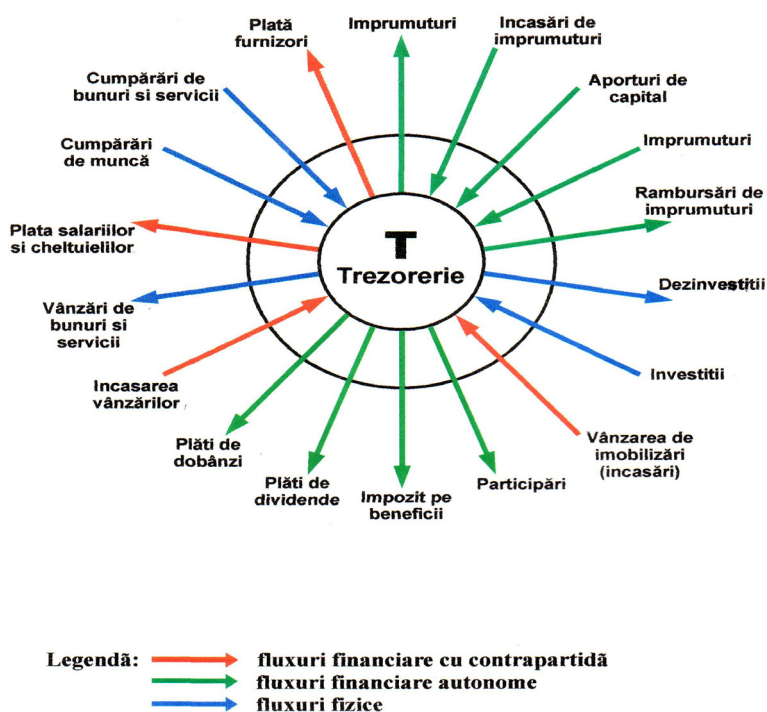 Plată
furnizori
Imprumuturi
Incasări de
imprumuturi
Cumpărări de
bunuri si servicii
Aporturi de
capital
Cumpărări
de muncă
Imprumuturi
Rambursări de
imprumuturi
Plata salariilor
si cheltuielilor
T
Trezorerie
Dezinvestitii
Vânzări de
bunuri si
servicii
Investitii
Incasarea
vânzărilor
Vânzarea de
imobilizări
(incasări)
Plăti de
dobânzi
Plăti de
dividende
Impozit pe
beneficii
Participări
Legendã:
fluxuri financiare cu contrapartidã
fluxuri financiare autonome
fluxuri fizice